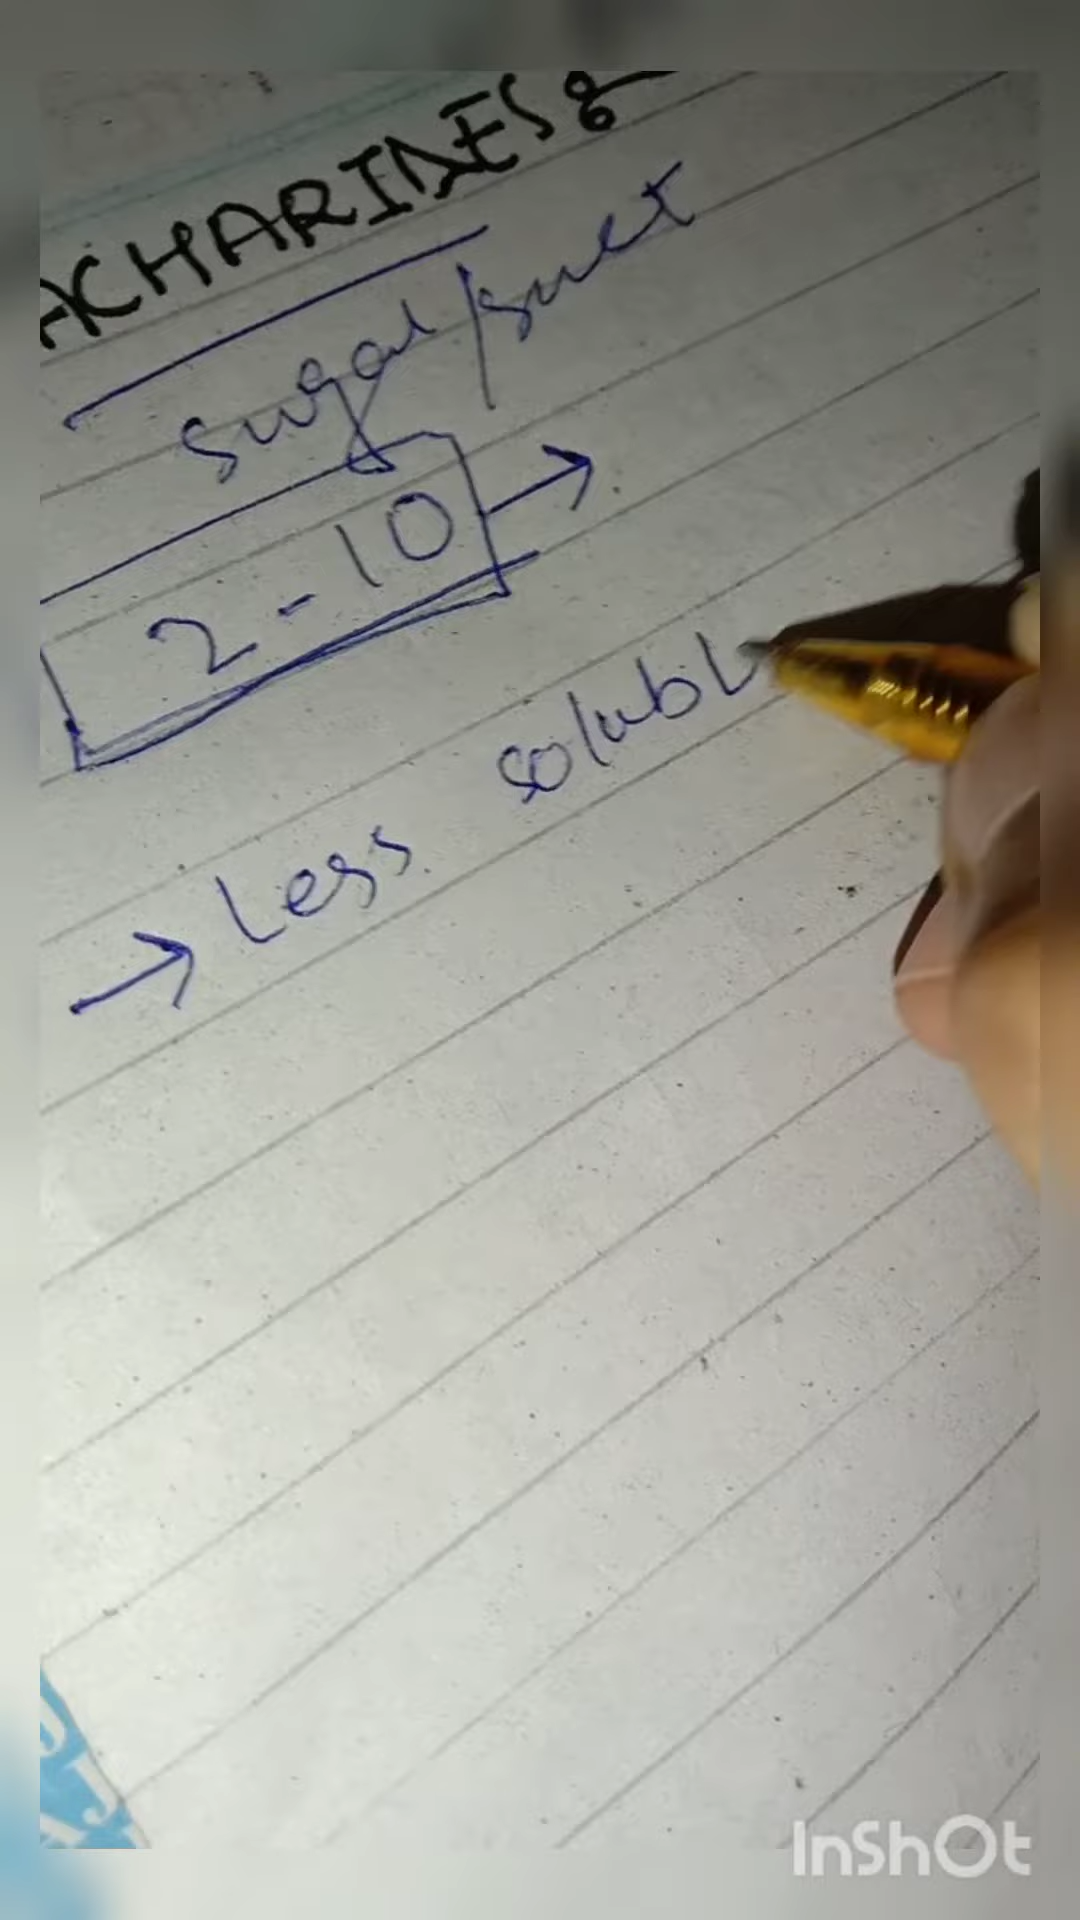 ACHARIDES:
sugar/sweet
2-10 →
→ Less solubl
InShOt